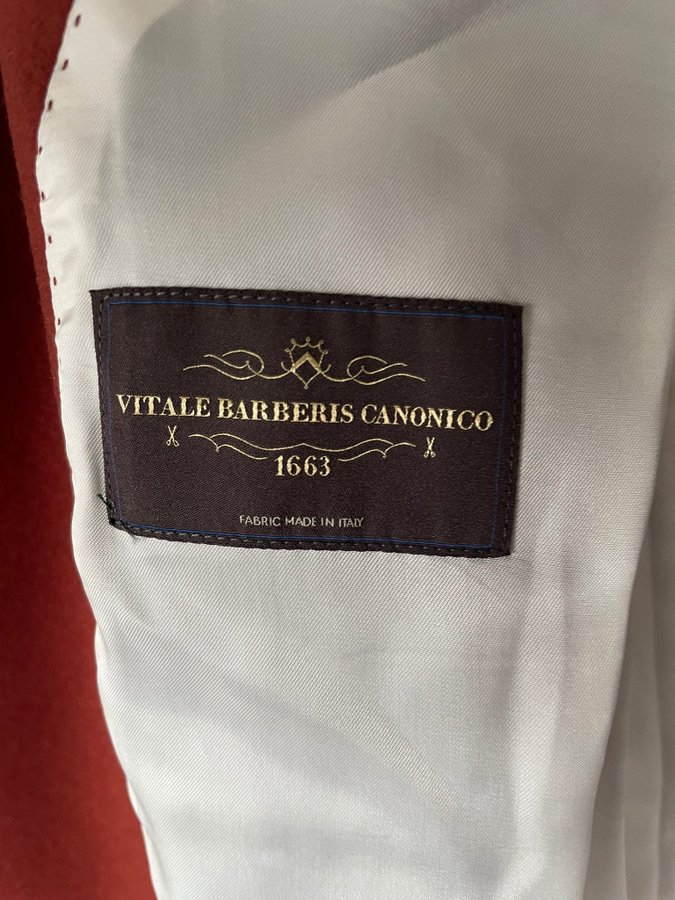 VITALE BARBERIS CANONICO
1663
FABRIC MADE IN ITALY